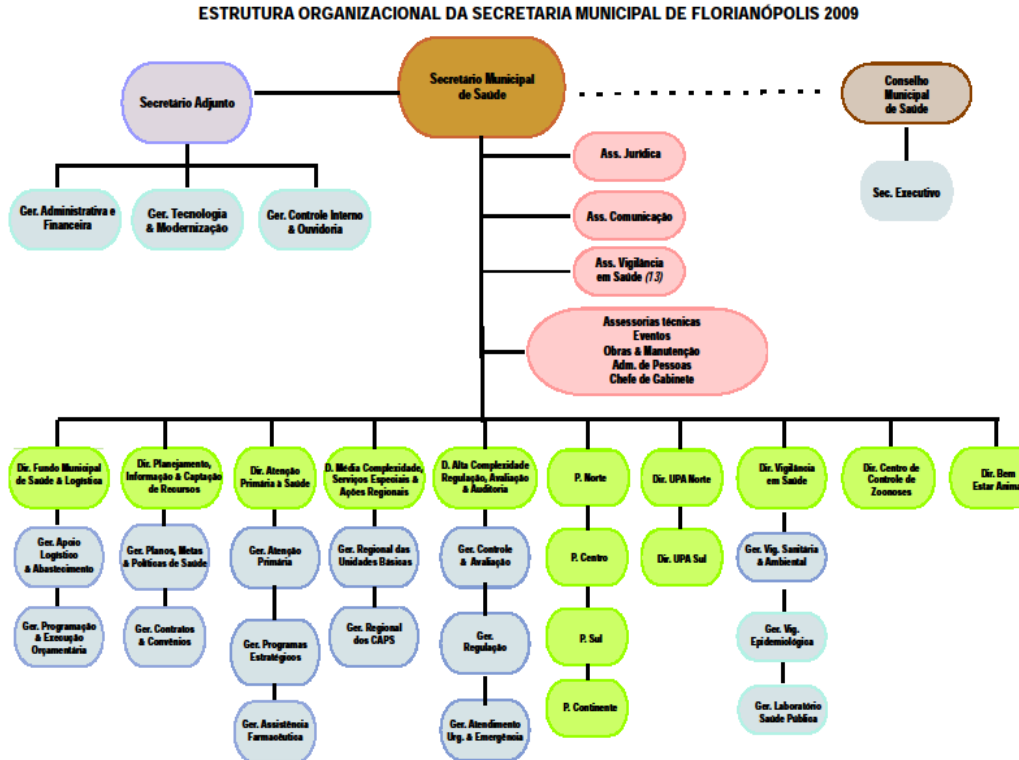 ESTRUTURA ORGANIZACIONAL DA SECRETARIA MUNICIPAL DE FLORIANÓPOLIS 2009
Secretário Adjunto
Secretário Municipal
de Saúde
Conselho
Municipal
de Saúde
Sec. Executivo
Ger. Administrativa e
Financeira
Ger. Tecnologia
& Modernização
Ger. Controle Interno
& Ouvidoria
Ass. Jurídica
Ass. Comunicação
Ass. Vigilância
em Saúde (13)
Assessorias técnicas
Eventos
Obras & Manutenção
Adm. de Pessoas
Chefe de Gabinete
Dir. Fundo Municipal
de Saúde & Logística
Dir. Planejamento,
Informação & Captação
de Recursos
Dir. Atenção
Primária à Saúde
D. Média Complexidade,
Serviços Especiais &
Ações Regionais
D. Alta Complexidade
Regulação, Avaliação
& Auditoria
P. Norte
Dir. UPA Norte
Dir. Vigilância
em Saúde
Dir. Centro de
Controle de
Zoonoses
Dir. Bem
Estar Anima
Ger. Apoio
Logístico
& Abastecimento
Ger. Planos, Metas
& Políticas de Saúde
Ger. Atenção
Primária
Ger. Regional das
Unidades Básicas
Ger. Controle
& Avaliação
P. Centro
Dir. UPA Sul
Ger. Vig. Sanitária
& Ambiental
Ger. Programação
& Execução
Orçamentária
Ger. Contratos
& Convênios
Ger. Programas
Estratégicos
Ger. Regional
dos CAPS
Ger.
Regulação
P. Sul
Ger. Vig.
Epidemiológica
Ger. Assistência
Farmacêutica
Ger. Atendimento
Urg. & Emergência
P. Continente
Ger. Laboratório
Saúde Pública